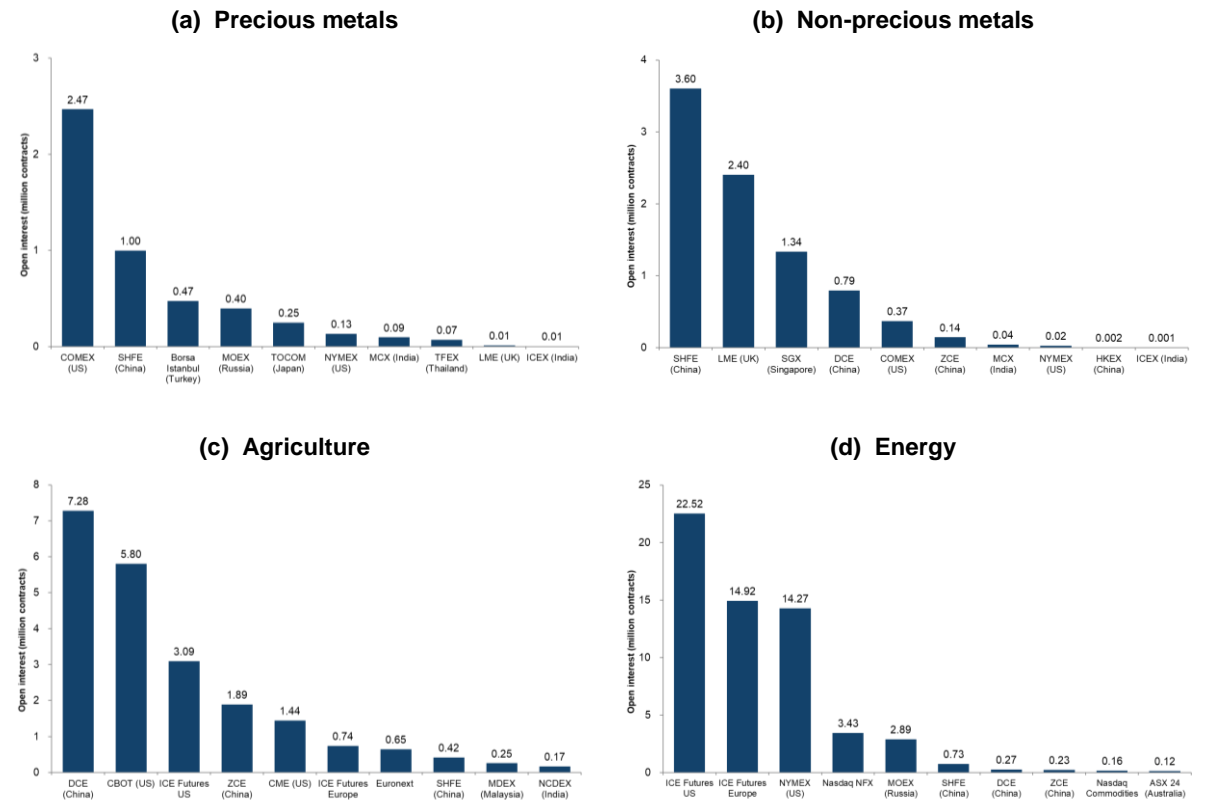 (a) Precious metals
Open interest (million contracts)
3
2
1
0
2.47
1.00
0.47
0.40
0.25
0.13
0.09
0.07
0.01
0.01
COMEX
(US)
SHFE
(China)
Borsa
Istanbul
(Turkey)
MOEX
(Russia)
TOCOM
(Japan)
NYMEX
(US)
MCX (India)
TFEX
(Thailand)
LME (UK)
ICEX (India)
(b) Non-precious metals
Open interest (million contracts)
4
3
2
1
0
3.60
2.40
1.34
0.79
0.37
0.14
0.04
0.02
0.002
0.001
SHFE
(China)
LME (UK)
SGX
(Singapore)
DCE
(China)
COMEX
(US)
ZCE
(China)
MCX
(India)
NYMEX
(US)
HKEX
(China)
ICEX (India)
(c) Agriculture
Open interest (million contracts)
8
7
6
5
4
3
2
1
0
7.28
5.80
3.09
1.89
1.44
0.74
0.65
0.42
0.25
0.17
DCE
(China)
CBOT (US)
ICE Futures
US
ZCE
(China)
CME (US)
ICE Futures
Europe
Euronext
SHFE
(China)
MDEX
(Malaysia)
NCDEX
(India)
(d) Energy
Open interest (million contracts)
25
20
15
10
5
0
22.52
14.92
14.27
3.43
2.89
0.73
0.27
0.23
0.16
0.12
ICE Futures
US
ICE Futures
Europe
NYMEX
(US)
Nasdaq NFX
MOEX
(Russia)
SHFE
(China)
DCE
(China)
ZCE
(China)
Nasdaq
Commodities
ASX 24
(Australia)